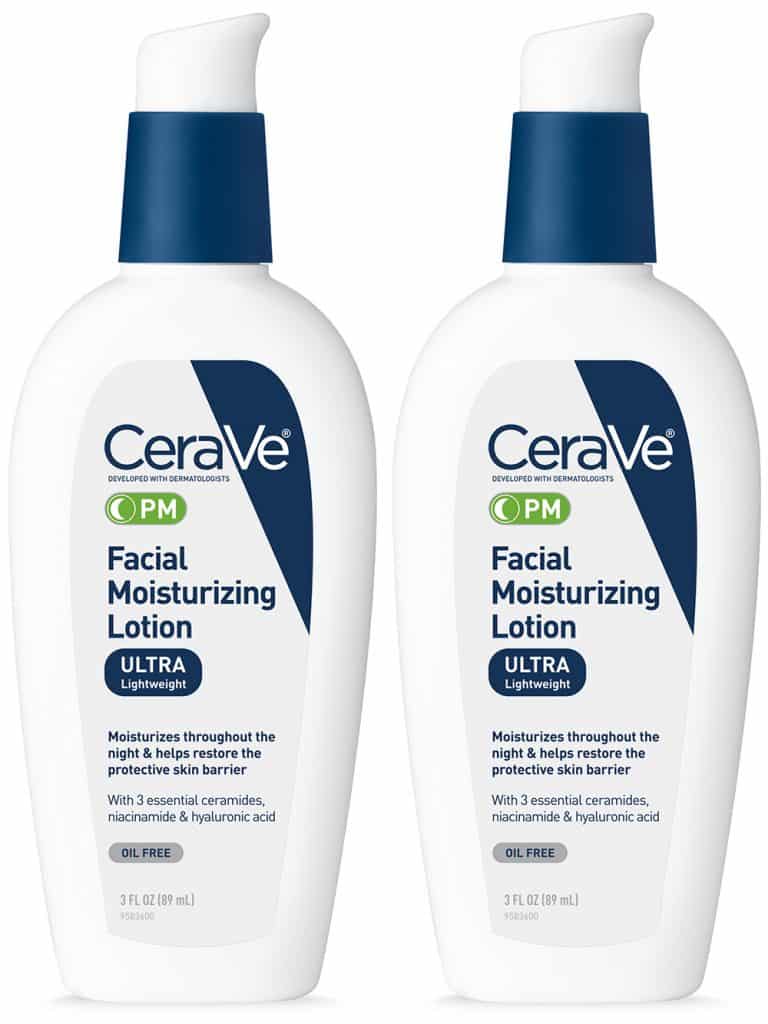 CeraVe®
DEVELOPED WITH DERMATOLOGISTS
PM
Facial
Moisturizing
Lotion
ULTRA
Lightweight
Moisturizes throughout the
night & helps restore the
protective skin barrier
With 3 essential ceramides,
niacinamide & hyaluronic acid
OIL FREE
3 FL OZ (89 mL)
9583600
CeraVe®
DEVELOPED WITH DERMATOLOGISTS
PM
Facial
Moisturizing
Lotion
ULTRA
Lightweight
Moisturizes throughout the
night & helps restore the
protective skin barrier
With 3 essential ceramides,
niacinamide & hyaluronic acid
OIL FREE
3 FL OZ (89 mL)
9583600